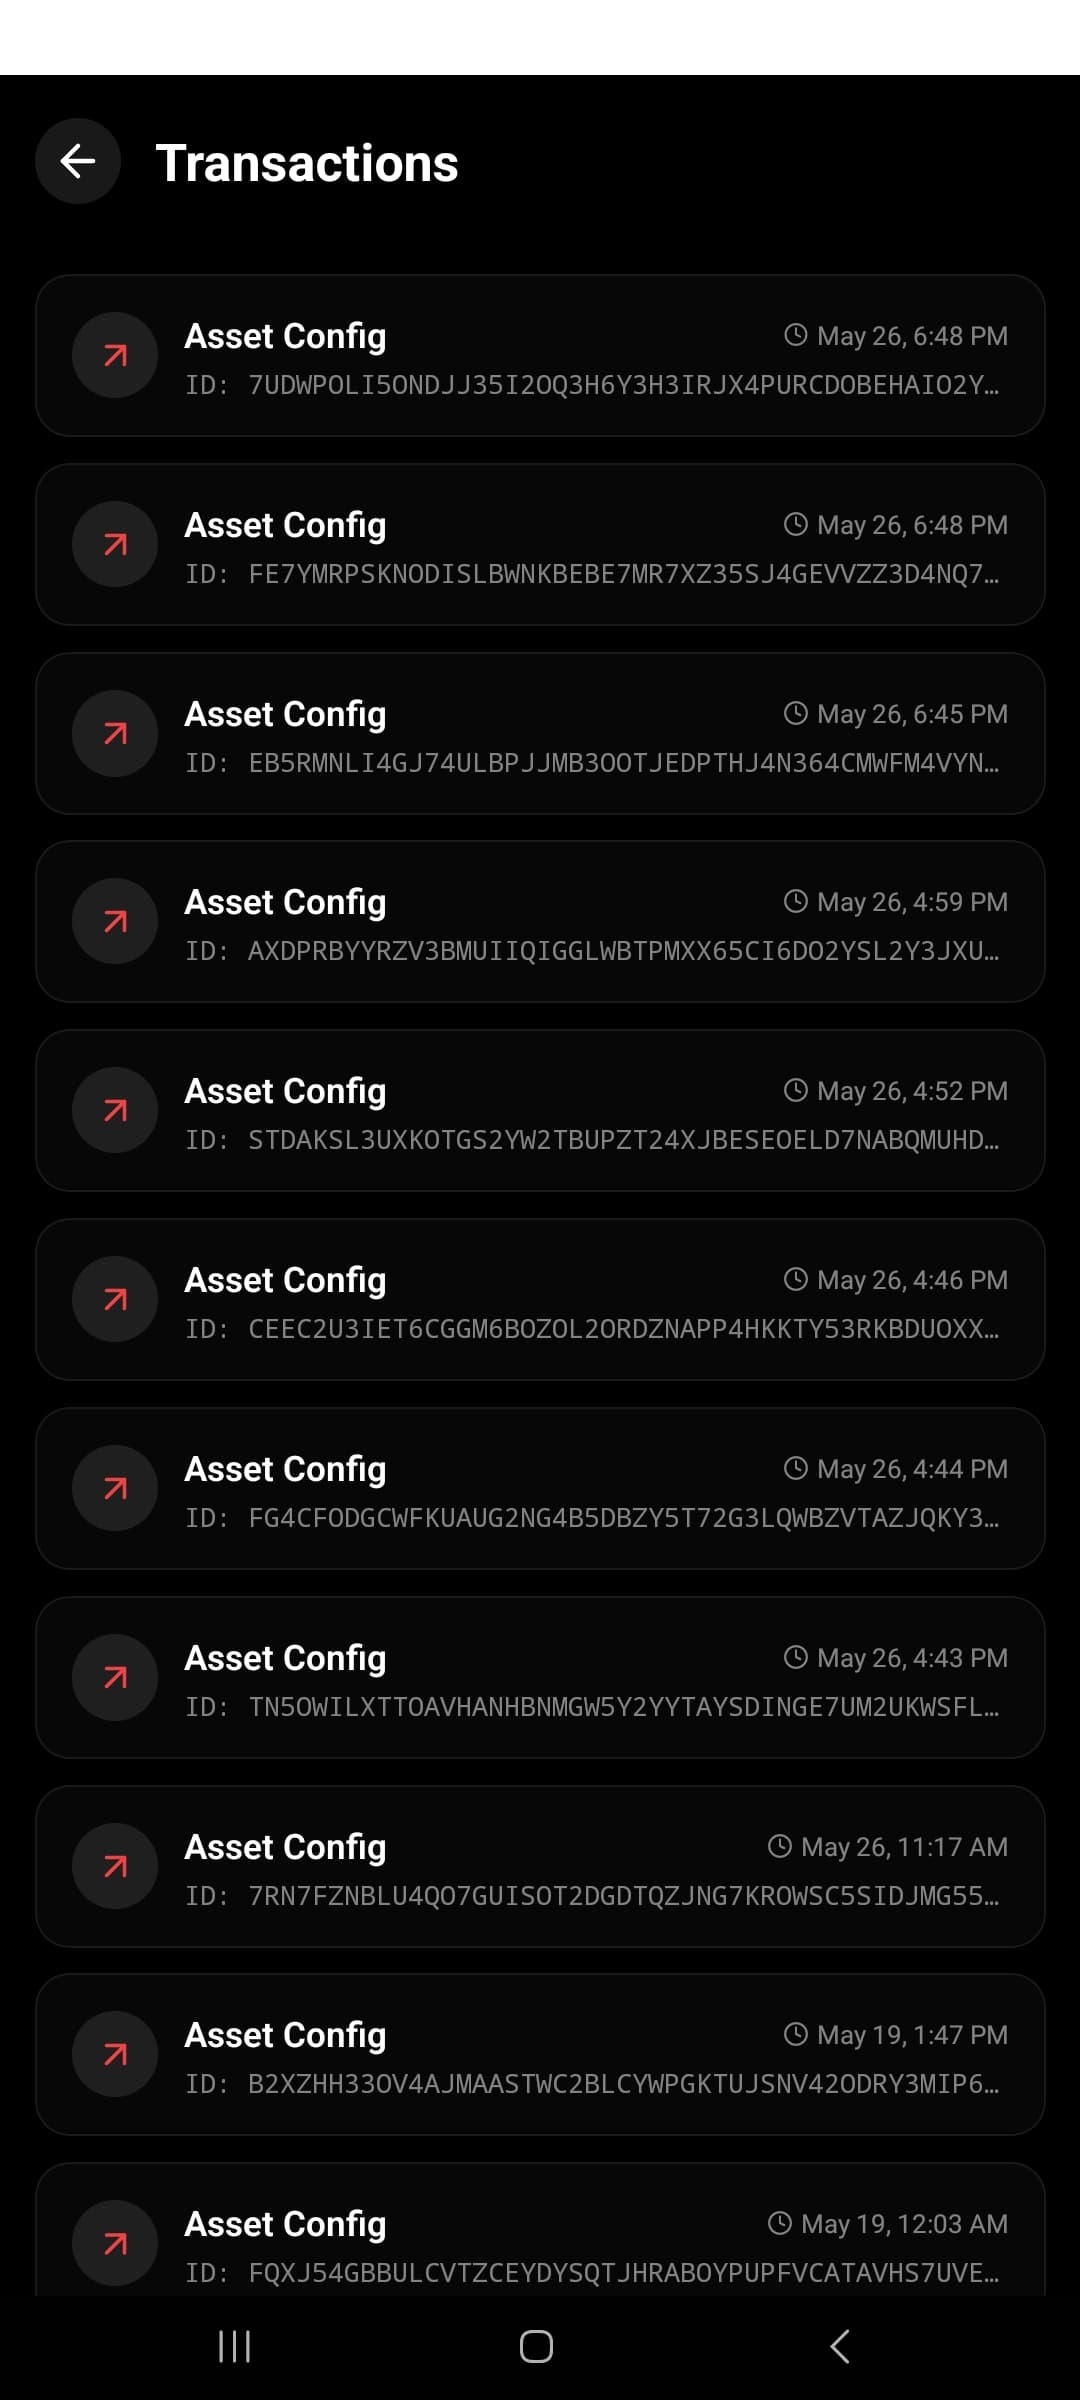 Transactions
Asset Config
May 26, 6:48 PM
ID: 7UDWPOLI5ONDJJ35I2OQ3H6Y3H3IRJX4PURCDOBEHAIO2Y…
Asset Config
May 26, 6:48 PM
ID: FE7YMRPSKNODISLBWNKBEBE7MR7XZ35SJ4GEVVZZ3D4NQ7…
Asset Config
May 26, 6:45 PM
ID: EB5RMNLI4GJ74ULBPJJMB3OOTJEDPTHJ4N364CMWFM4VYN…
Asset Config
May 26, 4:59 PM
ID: AXDPRBYYRZV3BMUIIQIGGLWBTPMXX65CI6DO2YSL2Y3JXU…
Asset Config
May 26, 4:52 PM
ID: STDAKSL3UXKOTGS2YW2TBUPZT24XJBESEOELD7NABQMUHD…
Asset Config
May 26, 4:46 PM
ID: CEEC2U3IET6CGGM6BOZOL2ORDZNAPP4HKKTY53RKBDUOXX…
Asset Config
May 26, 4:44 PM
ID: FG4CFODGCWFKUAUG2NG4B5DBZY5T72G3LQWBZVTAZJQKY3…
Asset Config
May 26, 4:43 PM
ID: TN5OWILXTTOAVHANHBNMGW5Y2YYTAYSDINGE7UM2UKWSFL…
Asset Config
May 26, 11:17 AM
ID: 7RN7FZNBLU4QO7GUISOT2DGDTQZJNG7KROWSC5SIDJMG55…
Asset Config
May 19, 1:47 PM
ID: B2XZHH33OV4AJMAASTWC2BLCYWPGKTUJSNV42ODRY3MIP6…
Asset Config
May 19, 12:03 AM
ID: FQXJ54GBBULCVTZCEYDYSQTJHRABOYPUPFVCATAVHS7UVE…